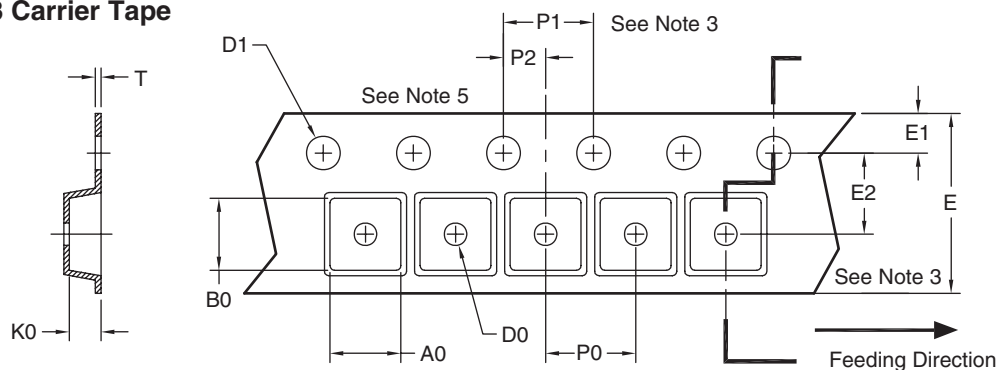 Carrier Tape
P1
See Note 3
D1
P2
T
See Note 5
E1
E2
E
B0
See Note 3
K0
D0
A0
P0
Feeding Direction